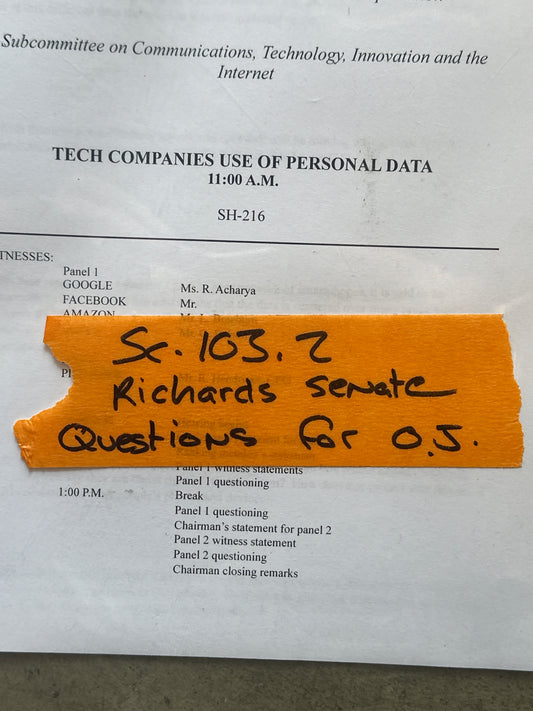 Subcommittee on Communications, Technology, Innovation and the
Internet
TECH COMPANIES USE OF PERSONAL DATA
11:00 A.M.
SH-216
TNESSES:
Panel 1
GOOGLE Ms. R. Acharya
FACEBOOK Mr.
AMAZON Mr.
Sc. 103. 2
Richards senate
Questions for O.J.
Panel 1 witness statements
Panel 1 questioning
1:00 P.M. Break
Panel 1 questioning
Chairman's statement for panel 2
Panel 2 witness statement
Panel 2 questioning
Chairman closing remarks